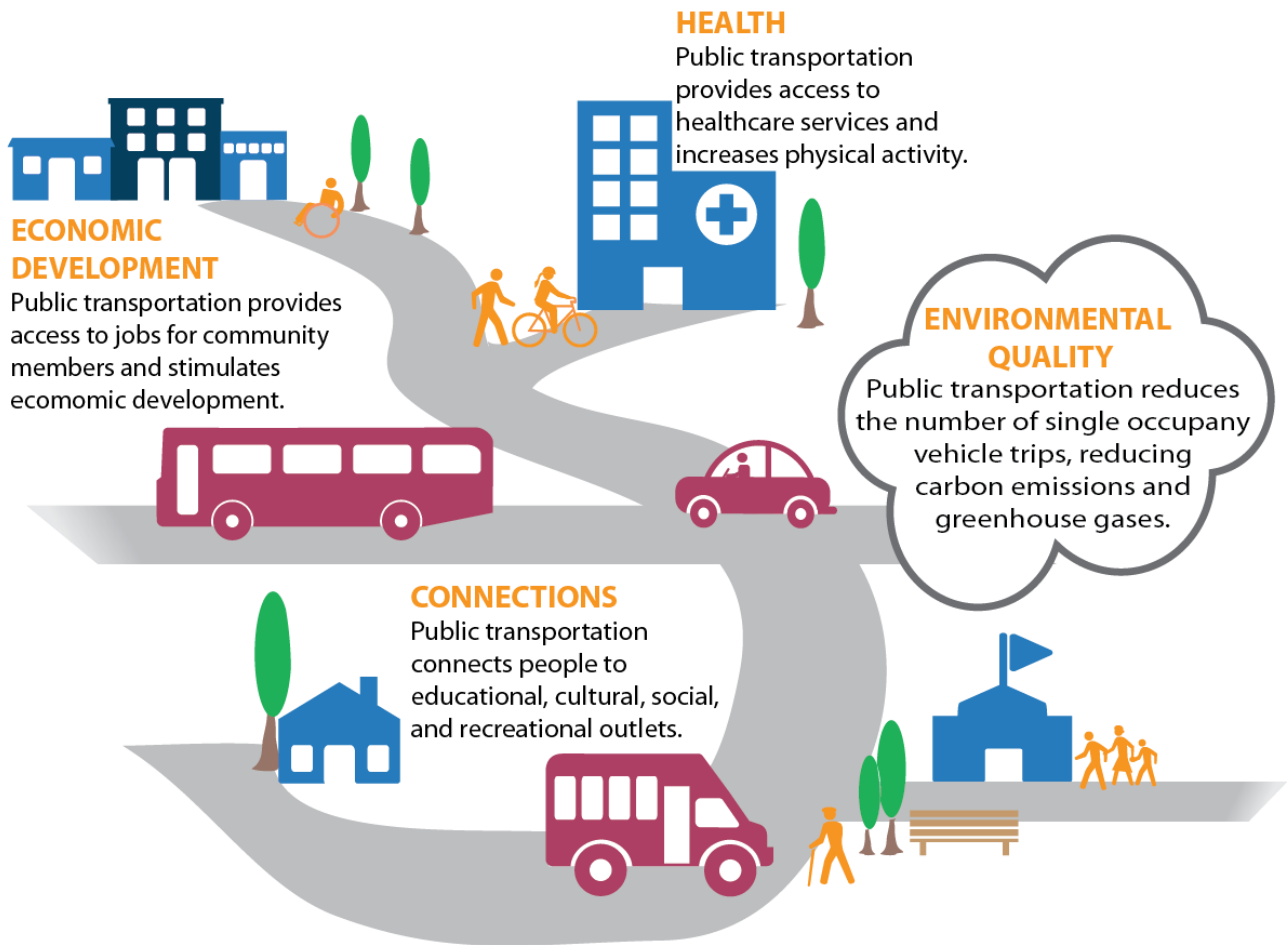 HEALTH
Public transportation
provides access to
healthcare services and
increases physical activity.
ECONOMIC
DEVELOPMENT
Public transportation provides
access to jobs for community
members and stimulates
ecomomic development.
ENVIRONMENTAL
QUALITY
Public transportation reduces
the number of single occupany
vehicle trips, reducing
carbon emissions and
greenhouse gases.
CONNECTIONS
Public transportation
connects people to
educational, cultural, social,
and recreational outlets.